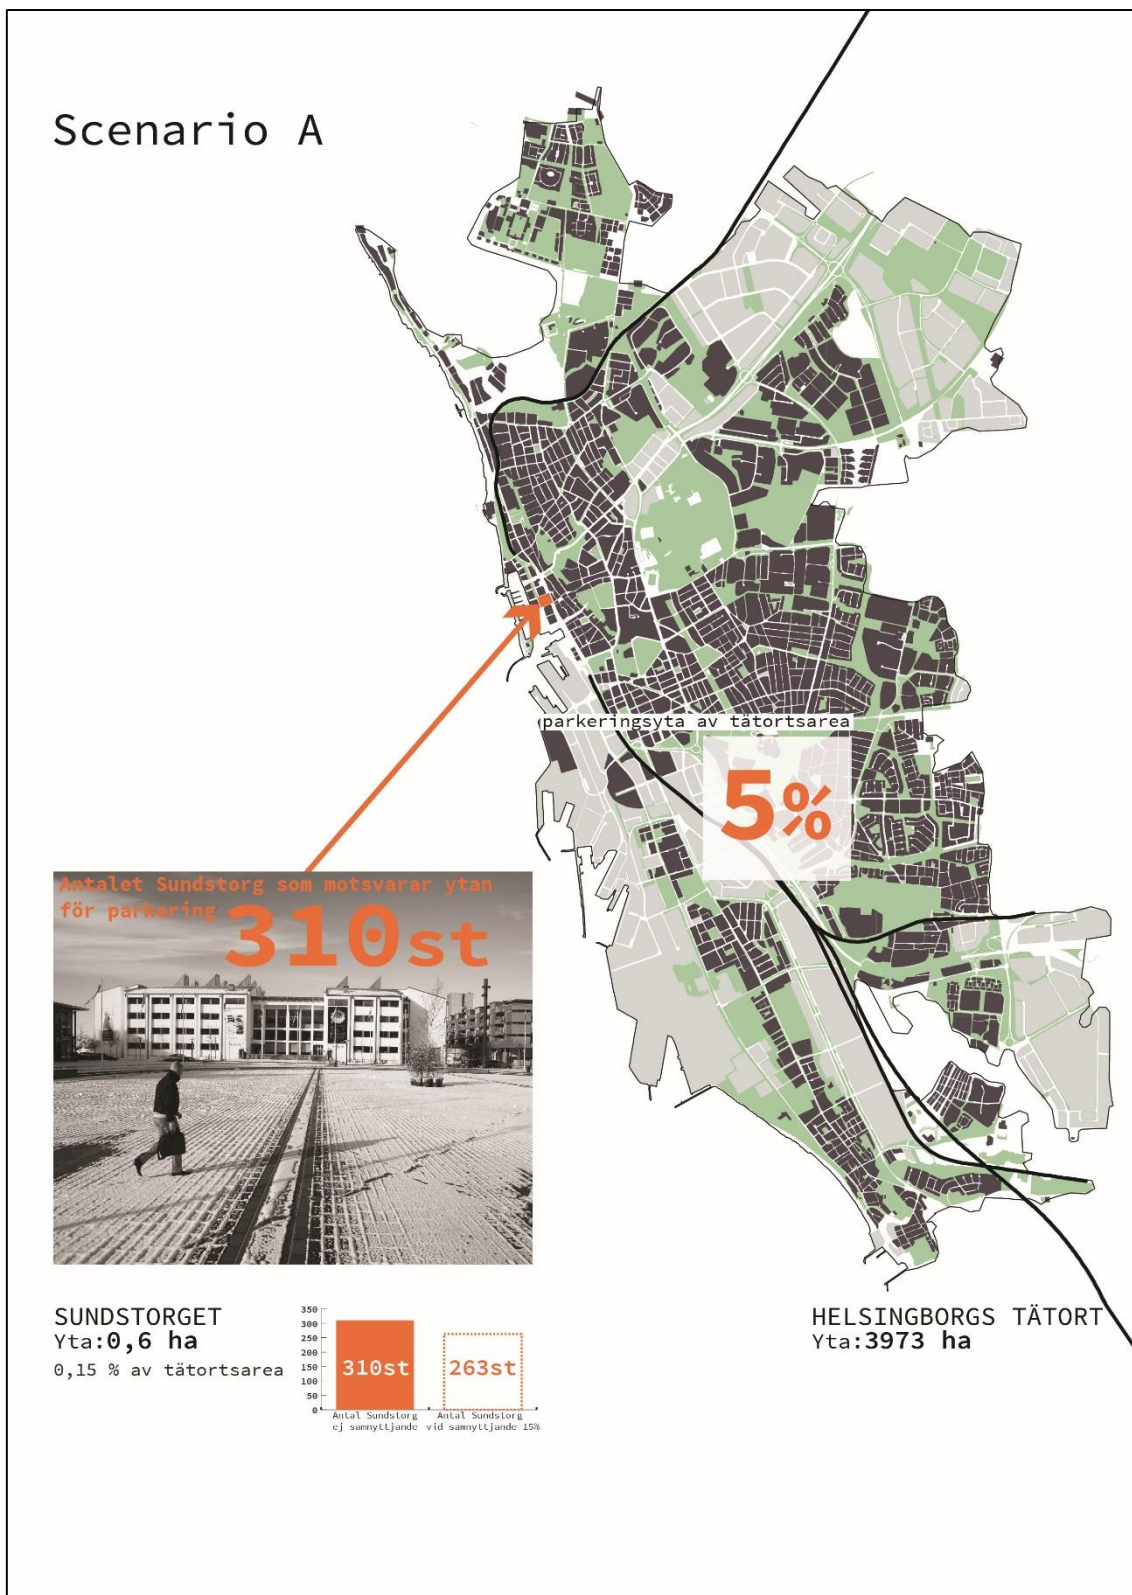 Scenario A
parkeringsyta av tätortsarea
5%
Antalet Sundstorg som motsvarar ytan
för parkering 310st
SUNDSTORGET
Yta:0,6 ha
0,15 % av tätortsarea
350
300
250
200
150
100
50
0
310st
263st
Antal Sundstorg
ej samnyttjande
Antal Sundstorg
vid samnyttjande 15%
HELSINGBORGS TÄTORT
Yta:3973 ha